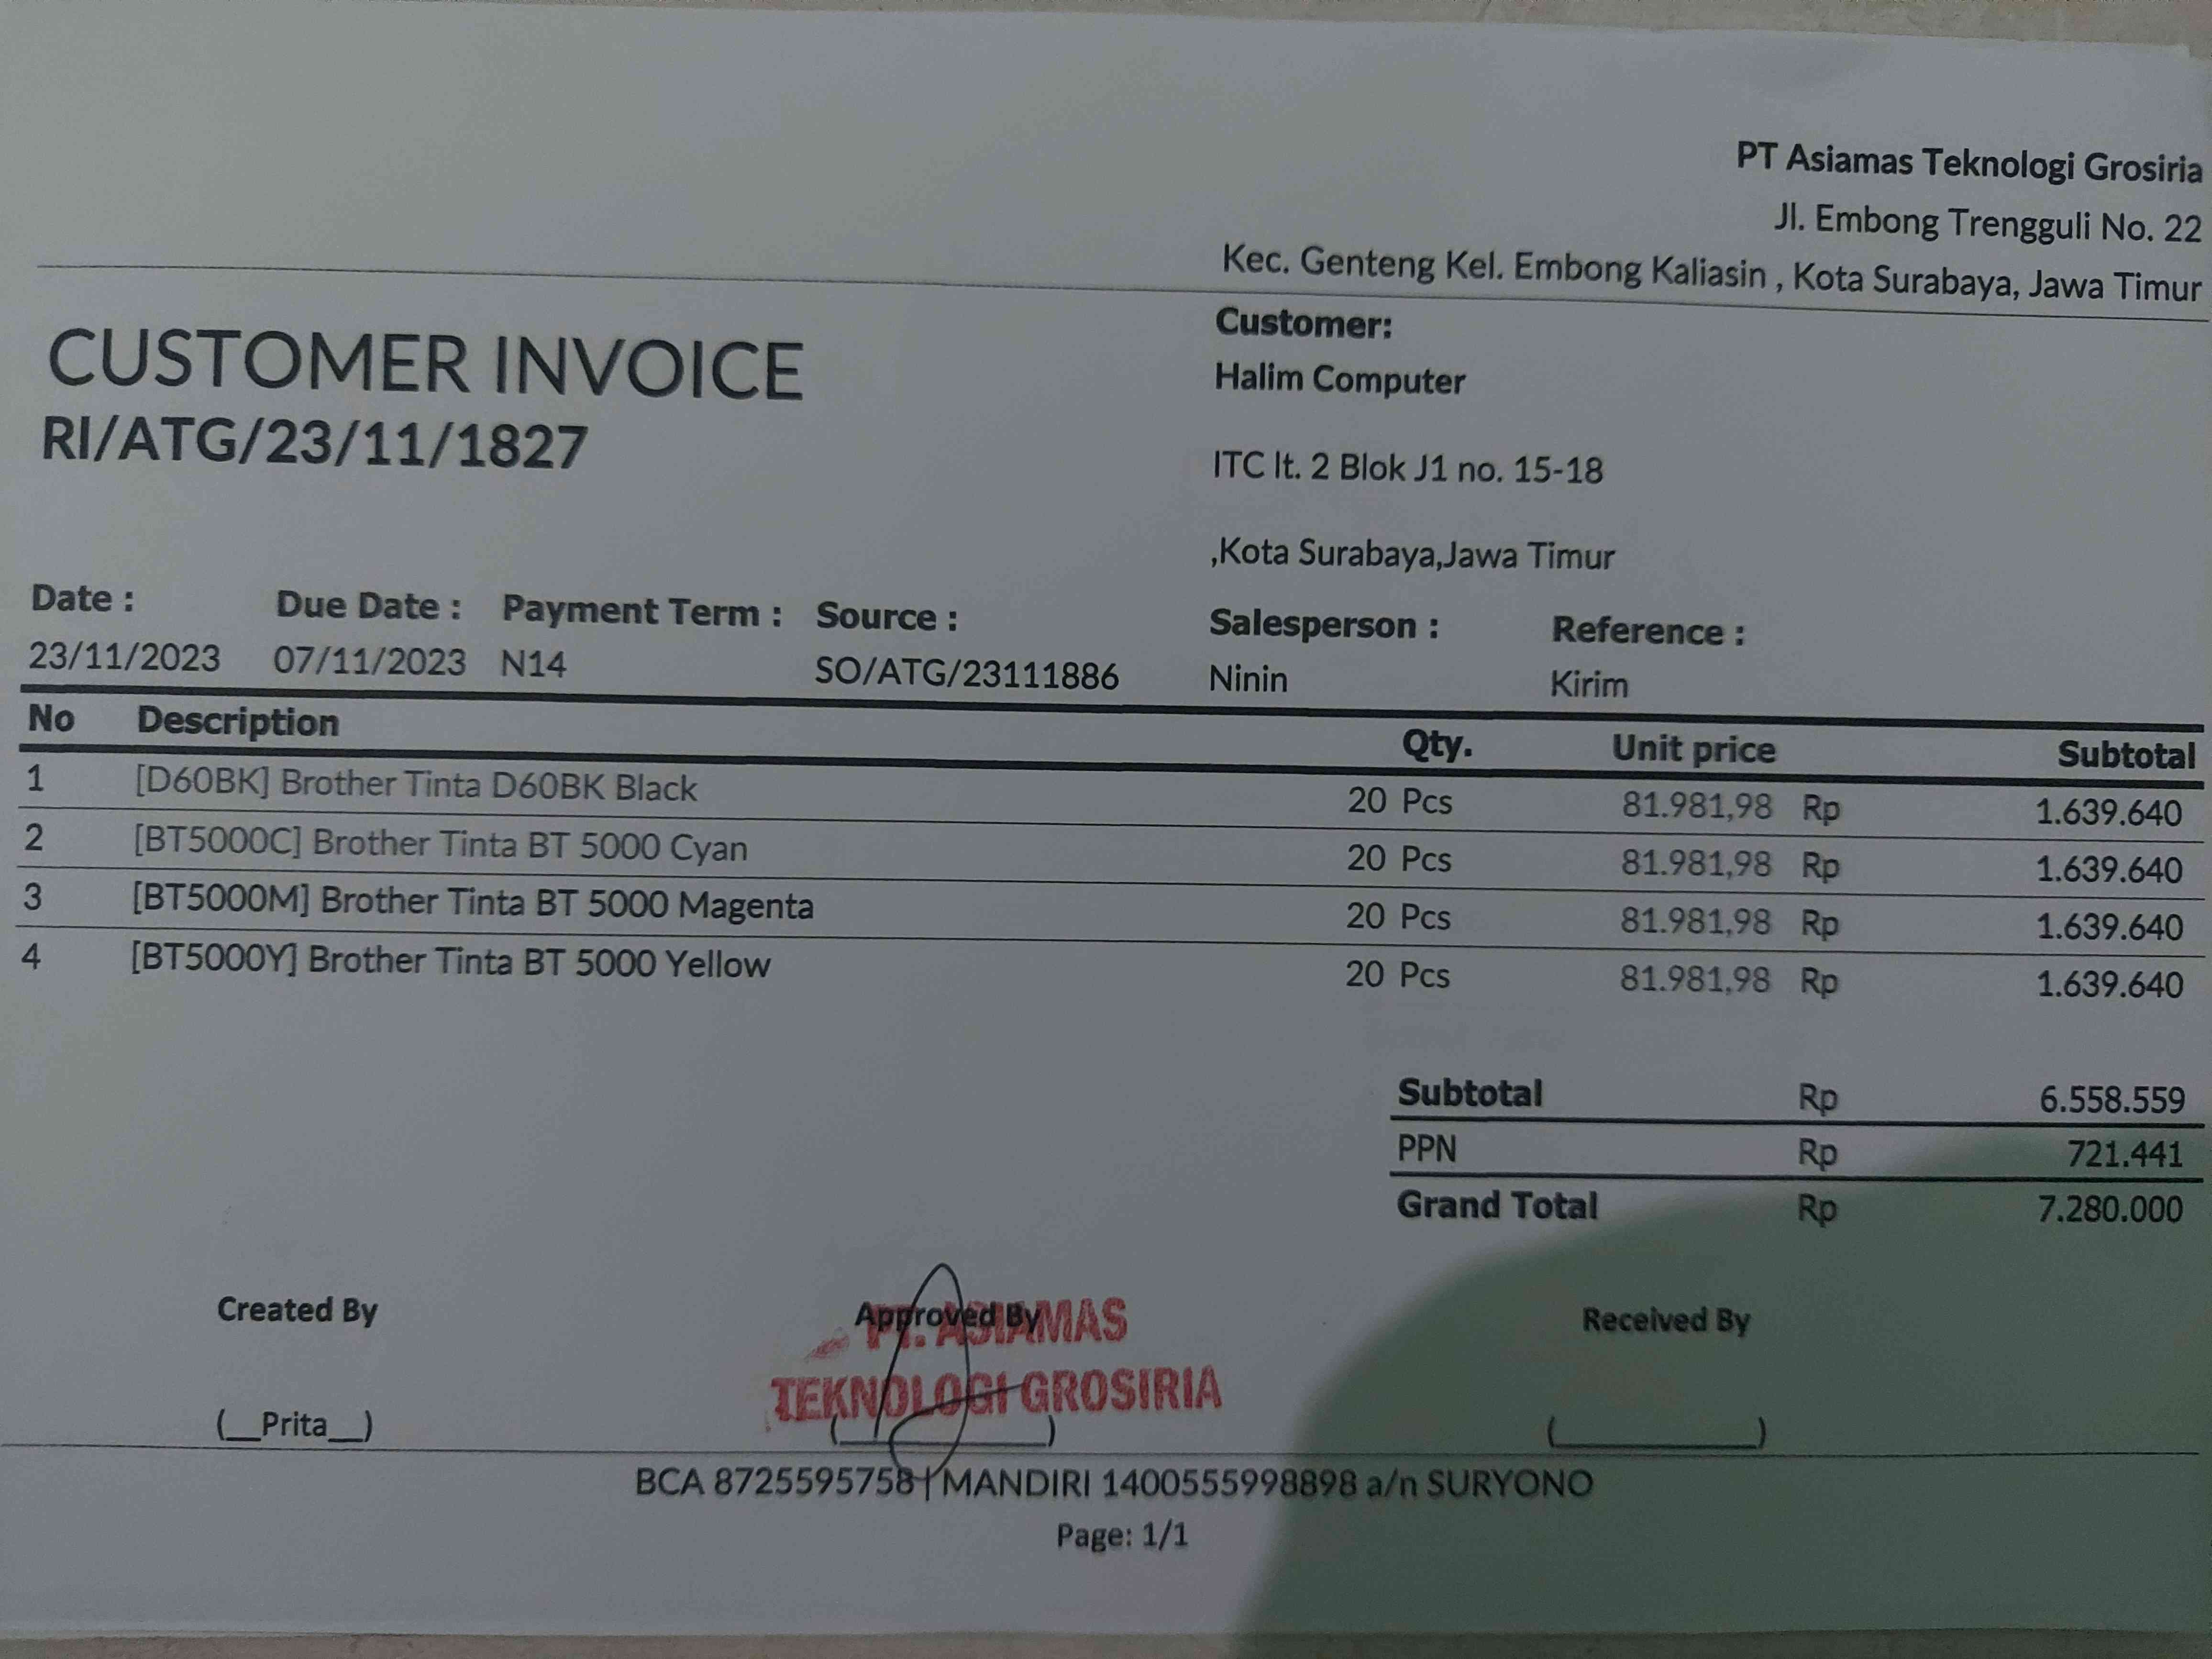 PT Asiamas Teknologi Grosiria
Jl. Embong Trengguli No. 22
Kec. Genteng Kel. Embong Kaliasin , Kota Surabaya, Jawa Timur
CUSTOMER INVOICE
RI/ATG/23/11/1827
Customer:
Halim Computer
ITC lt. 2 Blok J1 no. 15-18
,Kota Surabaya,Jawa Timur
Date : Due Date : Payment Term : Source : Salesperson : Reference :
23/11/2023 07/11/2023 N14 SO/ATG/23111886 Ninin Kirim
No Description Qty. Unit price Subtotal
1 [D60BK] Brother Tinta D60BK Black 20 Pcs 81.981,98 Rp 1.639.640
2 [BT5000C] Brother Tinta BT 5000 Cyan 20 Pcs 81.981,98 Rp 1.639.640
3 [BT5000M] Brother Tinta BT 5000 Magenta 20 Pcs 81.981,98 Rp 1.639.640
4 [BT5000Y] Brother Tinta BT 5000 Yellow 20 Pcs 81.981,98 Rp 1.639.640
Subtotal Rp 6.558.559
PPN Rp 721.441
Grand Total Rp 7.280.000
Created By Approved By Received By
PT. ASIAMAS
TEKNOLOGI GROSIRIA
(__Prita__) (__________) (__________)
BCA 8725595758 | MANDIRI 1400555998898 a/n SURYONO
Page: 1/1